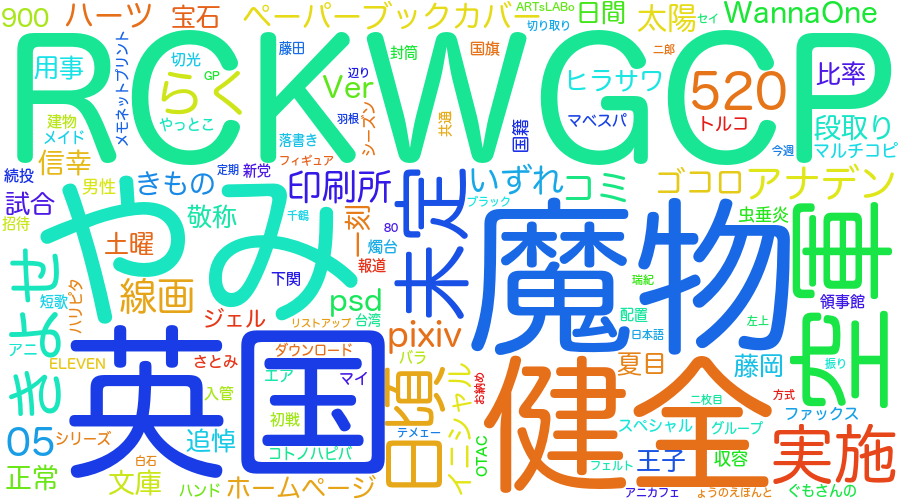 900
ハーツ
宝石
ペーパーブックカバー
ARTsLABo
切り取り
日間
太陽
セイ
WannaOne
RCKWGCP
用事
メモネットプリント
切光
らく
GP
藤田
辺り
Ver
封筒
国旗
二郎
ヒラサワ
520
比率
建物
メイド
やっとこ
落書き
羽根
シーズン
共通
国籍
マベスパ
トルコ
段取り
信幸
フィギュア
今週
マルチコピ
続投
男性
きもの
定期
新党
印刷所
未定
いずれ
ブラック
コミ
ゴコロ
アナデン
試合
招待
やみ
敬称
千鶴
一刻
80
魔物
虫垂炎
空軍
土曜
燭台
報道
きよせ
短歌
ハリピタ
線画
下関
領事館
瑞紀
ジェル
psd
台湾
リストアップ
pixiv
配置
日本語
左上
アニ
ELEVEN
英国
さとみ
ダウンロード
バラ
エア
マイ
日頃
イニシャル
お納め
健全
夏目
藤岡
振り
入管
初戦
二枚目
方式
05
シリーズ
追悼
コトノハビバ
テメェー
OTAC
スペシャル
グループ
ファックス
実施
正常
白石
文庫
ハンド
ホームページ
フェルト
王子
収容
アニカフェ
ょうのえほんと
ぐもさんの